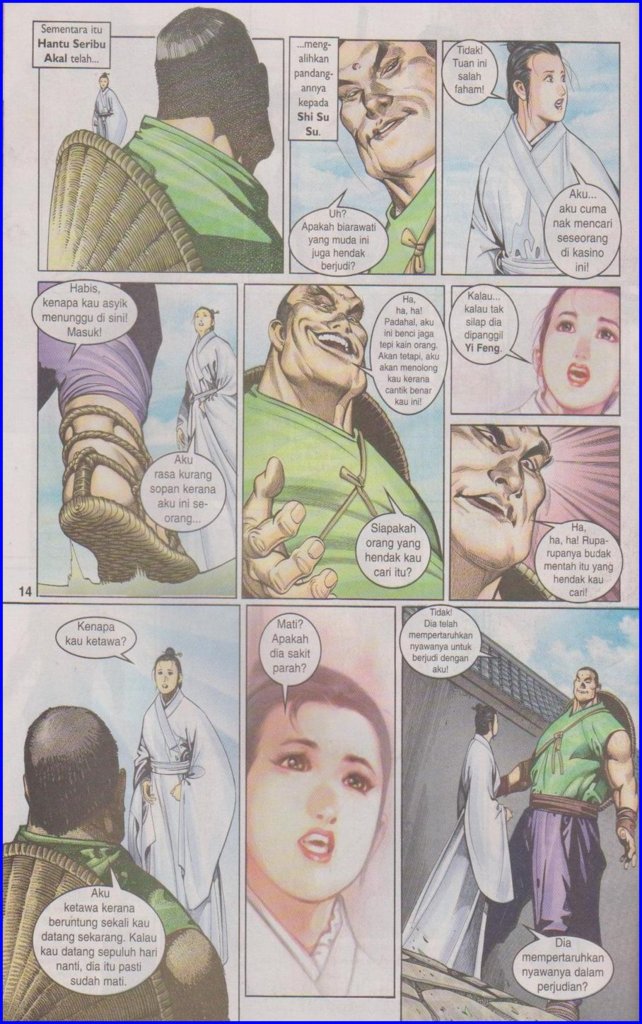 Sementara itu
Hantu Seribu
Akal telah...
...meng-
alihkan
pandang-
annya
kepada
Shi Su
Su.
Uh?
Apakah biarawati
yang muda ini
juga hendak
berjudi?
Tidak!
Tuan ini
salah
faham!
Aku...
aku cuma
nak mencari
seseorang
di kasino
ini!
Habis,
kenapa kau asyik
menunggu di sini!
Masuk!
Aku
rasa kurang
sopan kerana
aku ini se-
orang...
Ha,
ha, ha!
Padahal, aku
ini benci jaga
tepi kain orang.
Akan tetapi, aku
akan menolong
kau kerana
cantik benar
kau ini!
Siapakah
orang yang
hendak kau
cari itu?
Kalau...
kalau tak
silap dia
dipanggil
Yi Feng.
Ha,
ha, ha! Rupa-
rupanya budak
mentah itu yang
hendak kau
cari!
14
Kenapa
kau ketawa?
Aku
ketawa kerana
beruntung sekali kau
datang sekarang. Kalau
kau datang sepuluh hari
nanti, dia itu pasti
sudah mati.
Mati?
Apakah
dia sakit
parah?
Tidak!
Dia telah
mempertaruhkan
nyawanya untuk
berjudi dengan
aku!
Dia
mempertaruhkan
nyawanya dalam
perjudian?